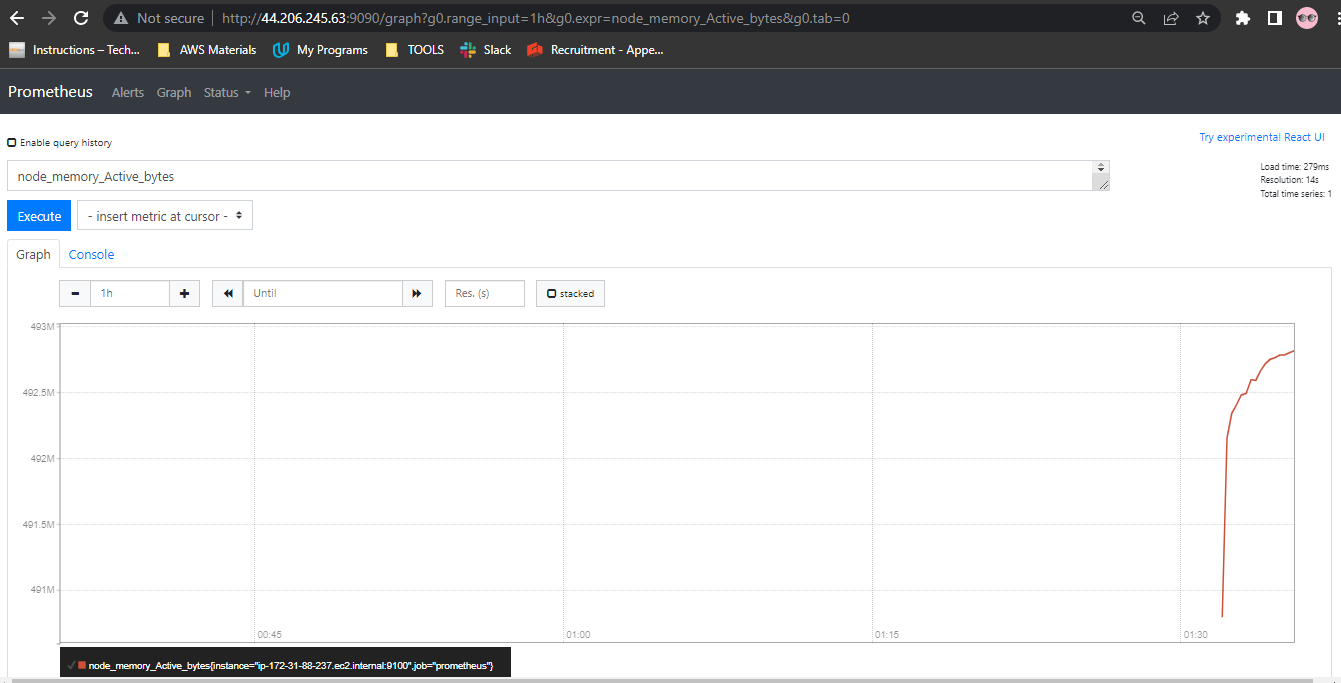 Not secure | http://44.206.245.63:9090/graph?g0.range_input=1h&g0.expr=node_memory_Active_bytes&g0.tab=0
Instructions – Tech... AWS Materials My Programs TOOLS Slack Recruitment - Appe...
Prometheus Alerts Graph Status Help
Try experimental React UI
Enable query history
Load time: 279ms
Resolution: 14s
Total time series: 1
node_memory_Active_bytes
Execute - insert metric at cursor -
Graph Console
1h Until Res. (s) stacked
493M
492.5M
492M
491.5M
491M
00:45 01:00 01:15 01:30
node_memory_Active_bytes{instance="ip-172-31-88-237.ec2.internal:9100",job="prometheus"}